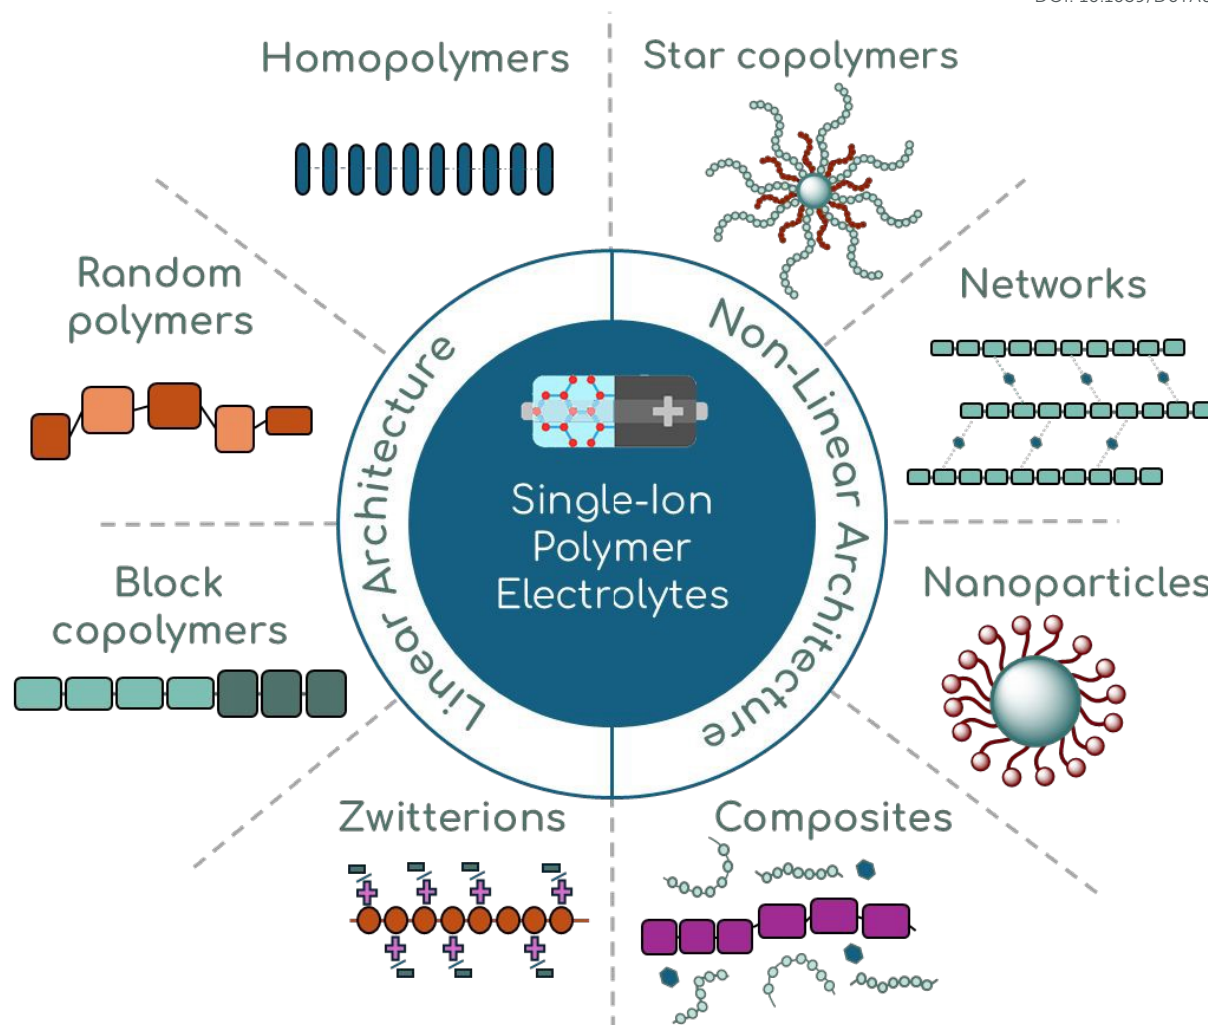 Homopolymers
Star copolymers
Random
polymers
Networks
Linear Architecture
Non-Linear Architecture
Single-Ion
Polymer
Electrolytes
Block
copolymers
Nanoparticles
Zwitterions
Composites